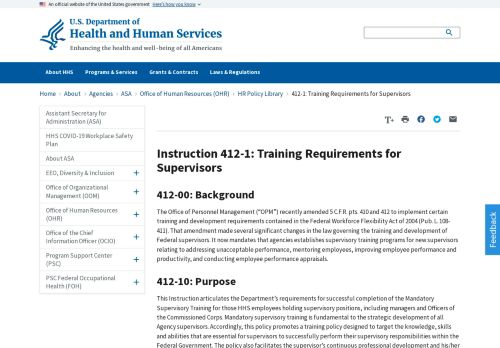 An official website of the United States government Here's how you know
U.S. Department of
Health and Human Services
Enhancing the health and well-being of all Americans
About HHS Programs & Services Grants & Contracts Laws & Regulations
Home > About > Agencies > ASA > Office of Human Resources (OHR) > HR Policy Library > 412-1: Training Requirements for Supervisors
Assistant Secretary for
Administration (ASA)
HHS COVID-19 Workplace Safety
Plan
About ASA
EEO, Diversity & Inclusion +
Office of Organizational
Management (OOM) +
Office of Human Resources
(OHR) +
Office of the Chief
Information Officer (OCIO) +
Program Support Center
(PSC) +
PSC Federal Occupational
Health (FOH) +
T+
Instruction 412-1: Training Requirements for
Supervisors
412-00: Background
The Office of Personnel Management ("OPM") recently amended 5 C.F.R. pts. 410 and 412 to implement certain
training and development requirements contained in the Federal Workforce Flexibility Act of 2004 (Pub. L. 108-
411). That amendment made several significant changes in the law governing the training and development of
Federal supervisors. It now mandates that agencies establishes supervisory training programs for new supervisors
relating to addressing unacceptable performance, mentoring employees, improving employee performance and
productivity, and conducting employee performance appraisals.
412-10: Purpose
This Instruction articulates the Department's requirements for successful completion of the Mandatory
Supervisory Training for those HHS employees holding supervisory positions, including managers and Officers of
the Commissioned Corps. Mandatory supervisory training is fundamental to the strategic development of all
Agency supervisors. Accordingly, this policy promotes a training policy designed to target the knowledge, skills
and abilities that are essential for supervisors to successfully perform their supervisory responsibilities within the
Federal Government. The policy also facilitates the supervisor's continuous professional development and his/her
Feedback